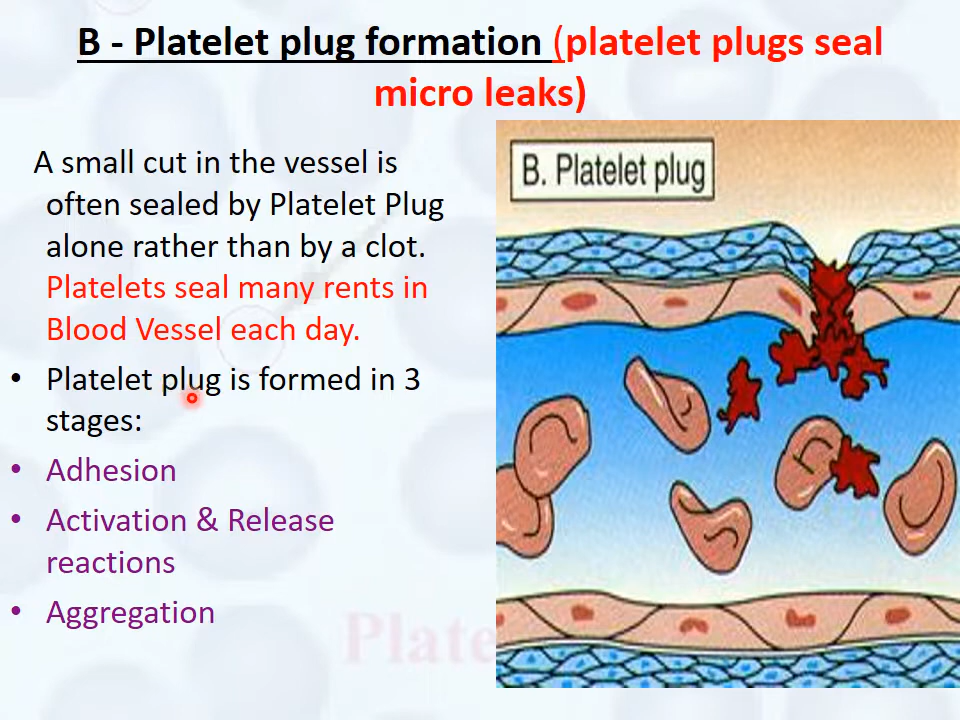 B - Platelet plug formation (platelet plugs seal
micro leaks)
B. Platelet plug
A small cut in the vessel is
often sealed by Platelet Plug
alone rather than by a clot.
Platelets seal many rents in
Blood Vessel each day.
• Platelet plug is formed in 3
stages:
• Adhesion
• Activation & Release
reactions
• Aggregation
Plate